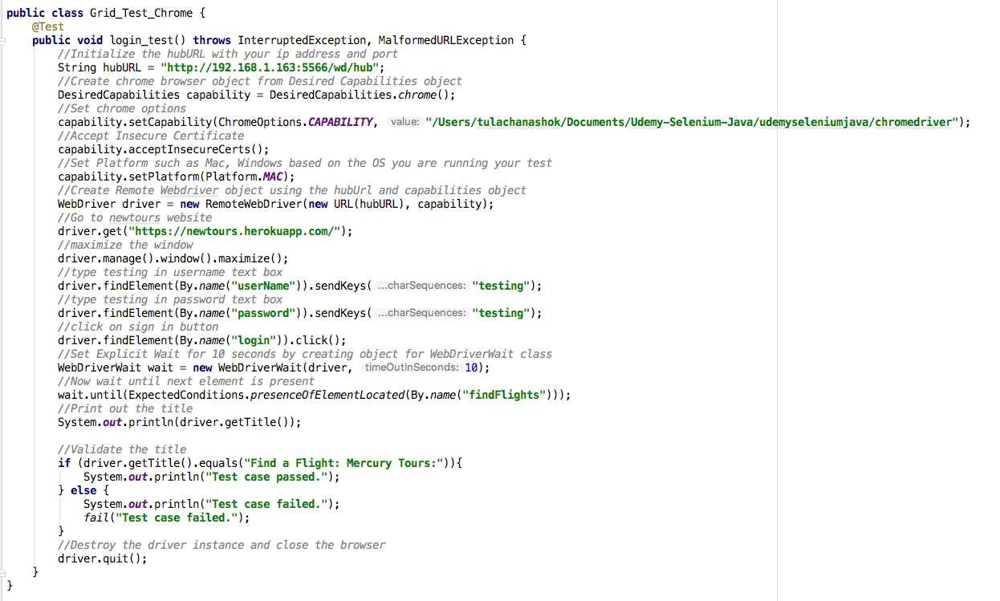 public class Grid_Test_Chrome {
@Test
public void login_test() throws InterruptedException, MalformedURLException {
//Initialize the hubURL with your ip address and port
String hubURL = "http://192.168.1.163:5566/wd/hub";
//Create chrome browser object from Desired Capabilities object
DesiredCapabilities capability = DesiredCapabilities.chrome();
//Set chrome options
capability.setCapability(ChromeOptions.CAPABILITY, value: "/Users/tulachanashok/Documents/Udemy-Selenium-Java/udemyseleniumjava/chromedriver");
//Accept Insecure Certificate
capability.acceptInsecureCerts();
//Set Platform such as Mac, Windows based on the OS you are running your test
capability.setPlatform(Platform.MAC);
//Create Remote Webdriver object using the hubUrl and capabilities object
WebDriver driver = new RemoteWebDriver(new URL(hubURL), capability);
//Go to newtours website
driver.get("https://newtours.herokuapp.com/");
//maximize the window
driver.manage().window().maximize();
//type testing in username text box
driver.findElement(By.name("userName")).sendKeys( ...charSequences: "testing");
//type testing in password text box
driver.findElement(By.name("password")).sendKeys( ...charSequences: "testing");
//click on sign in button
driver.findElement(By.name("login")).click();
//Set Explicit Wait for 10 seconds by creating object for WebDriverWait class
WebDriverWait wait = new WebDriverWait(driver, timeOutInSeconds: 10);
//Now wait until next element is present
wait.until(ExpectedConditions.presenceOfElementLocated(By.name("findFlights")));
//Print out the title
System.out.println(driver.getTitle());
//Validate the title
if (driver.getTitle().equals("Find a Flight: Mercury Tours:")){
System.out.println("Test case passed.");
} else {
System.out.println("Test case failed.");
fail("Test case failed.");
}
//Destroy the driver instance and close the browser
driver.quit();
}
}